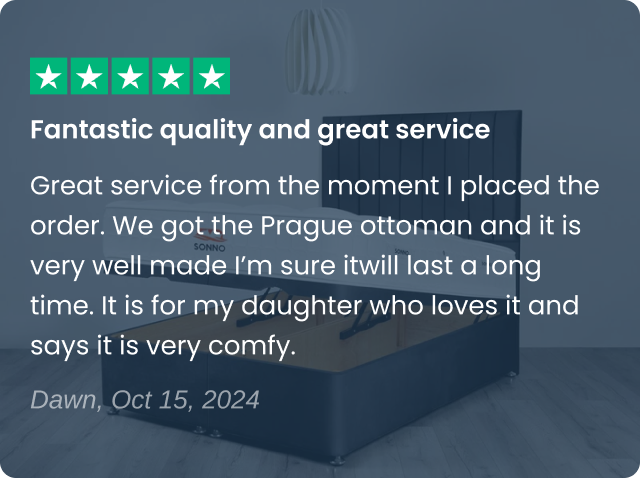 Fantastic quality and great service
Great service from the moment I placed the
order. We got the Prague ottoman and it is
very well made I'm sure itwill last a long
SONNO
time. It is for my daughter who loves it and
says it is very comfy.
Dawn, Oct 15, 2024